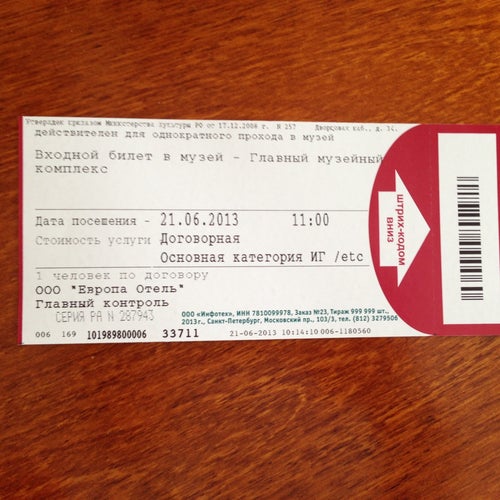 Утвержден приказом Министерства культуры РФ от 17.12.2008 г. N 257 Дворцовая наб., д. 34.
действителен для однократного прохода в музей
Входной билет в музей - Главный музейный
комплекс
Дата посещения - 21.06.2013 11:00
Стоимость услуги Договорная
Основная категория ИГ /etc
1 человек по договору
ООО "Европа Отель"
Главный контроль
СЕРИЯ РА N 287943
ООО «Инфотех», ИНН 7810099978, Заказ №23, Тираж 999 999 шт.,
2013г., Санкт-Петербург, Московский пр., 103/3, тел. (812) 3279506
006 169 101989800006 33711 21-06-2013 10:14:10 006-1180560
ШТРИХ-КОДОМ
ВНИЗ